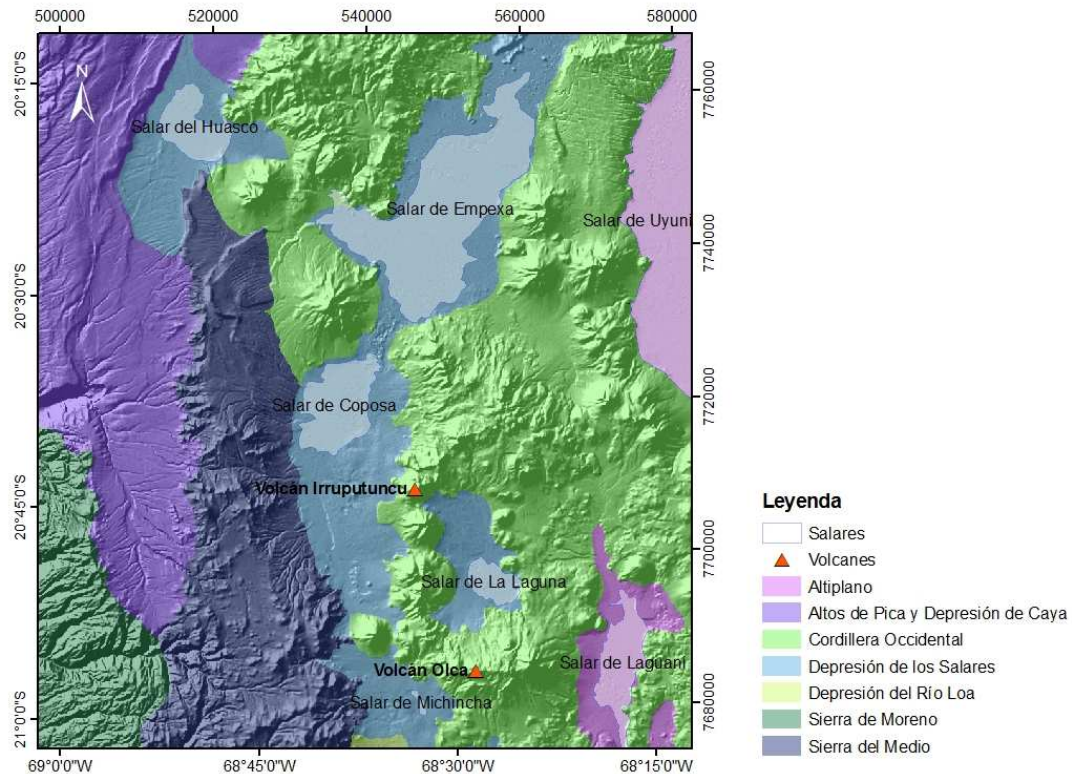 500000 520000 540000 560000 580000
20°15'0"S
20°30'0"S
20°45'0"S
21°0'0"S
N
Salar del Huasco
Salar de Empexa
Salar de Uyuni
Salar de Coposa
Volcán Irruputuncu
Salar de La Laguna
Salar de Laguani
Volcán Olca
Salar de Michincha
7760000
7740000
7720000
7700000
7680000
69°0'0"W 68°45'0"W 68°30'0"W 68°15'0"W
Leyenda
Salares
Volcanes
Altiplano
Altos de Pica y Depresión de Caya
Cordillera Occidental
Depresión de los Salares
Depresión del Río Loa
Sierra de Moreno
Sierra del Medio